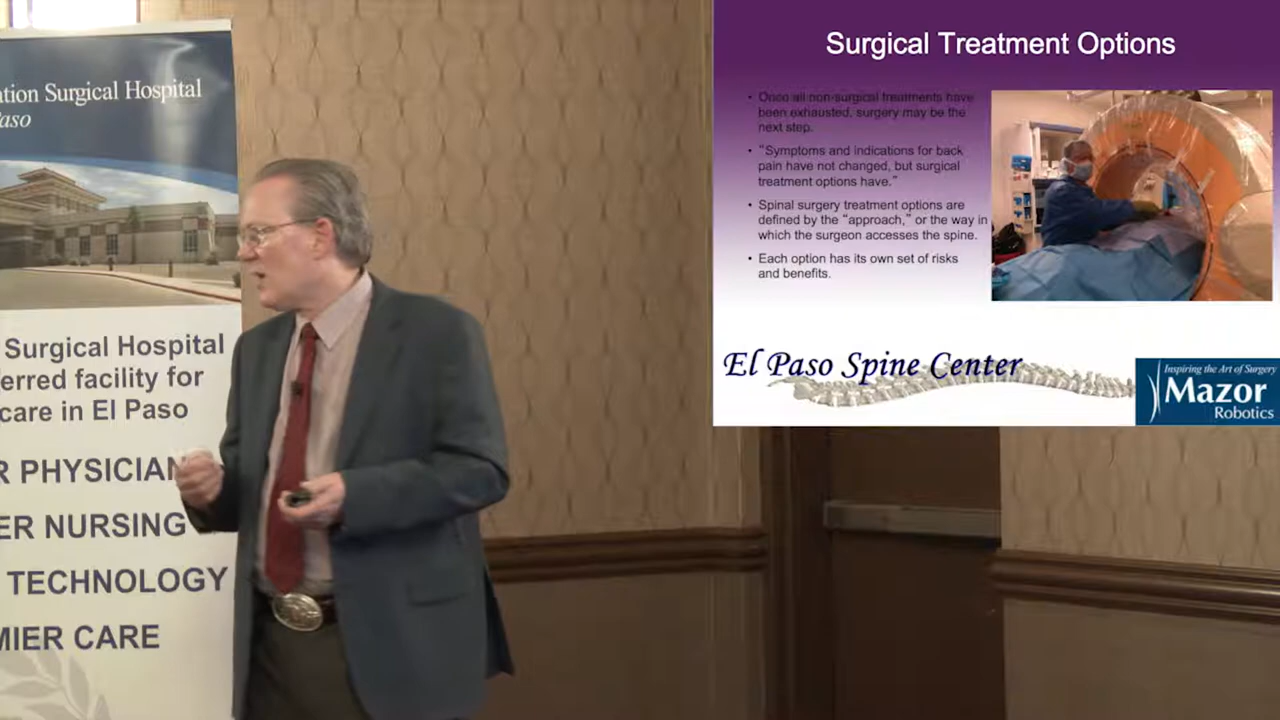 ation Surgical Hospital
aso
Surgical Hospital
erred facility for
care in El Paso
R PHYSICIAN
ER NURSING
TECHNOLOGY
MIER CARE
Surgical Treatment Options
• Once all non-surgical treatments have
been exhausted, surgery may be the
next step.
• “Symptoms and indications for back
pain have not changed, but surgical
treatment options have.”
• Spinal surgery treatment options are
defined by the “approach,” or the way in
which the surgeon accesses the spine.
• Each option has its own set of risks
and benefits.
El Paso Spine Center
Inspiring the Art of Surgery
Mazor
Robotics